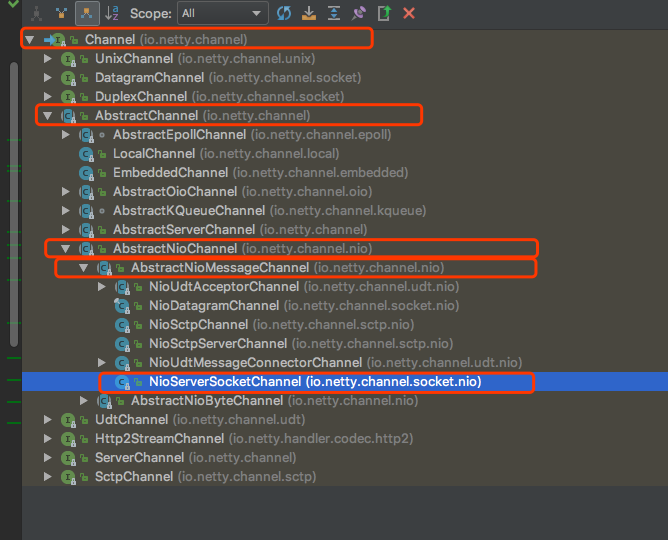 Scope: All
Channel (io.netty.channel)
UnixChannel (io.netty.channel.unix)
DatagramChannel (io.netty.channel.socket)
DuplexChannel (io.netty.channel.socket)
AbstractChannel (io.netty.channel)
AbstractEpollChannel (io.netty.channel.epoll)
LocalChannel (io.netty.channel.local)
EmbeddedChannel (io.netty.channel.embedded)
AbstractOioChannel (io.netty.channel.oio)
AbstractKQueueChannel (io.netty.channel.kqueue)
AbstractServerChannel (io.netty.channel)
AbstractNioChannel (io.netty.channel.nio)
AbstractNioMessageChannel (io.netty.channel.nio)
NioUdtAcceptorChannel (io.netty.channel.udt.nio)
NioDatagramChannel (io.netty.channel.socket.nio)
NioSctpChannel (io.netty.channel.sctp.nio)
NioSctpServerChannel (io.netty.channel.sctp.nio)
NioUdtMessageConnectorChannel (io.netty.channel.udt.nio)
NioServerSocketChannel (io.netty.channel.socket.nio)
AbstractNioByteChannel (io.netty.channel.nio)
UdtChannel (io.netty.channel.udt)
Http2StreamChannel (io.netty.handler.codec.http2)
ServerChannel (io.netty.channel)
SctpChannel (io.netty.channel.sctp)